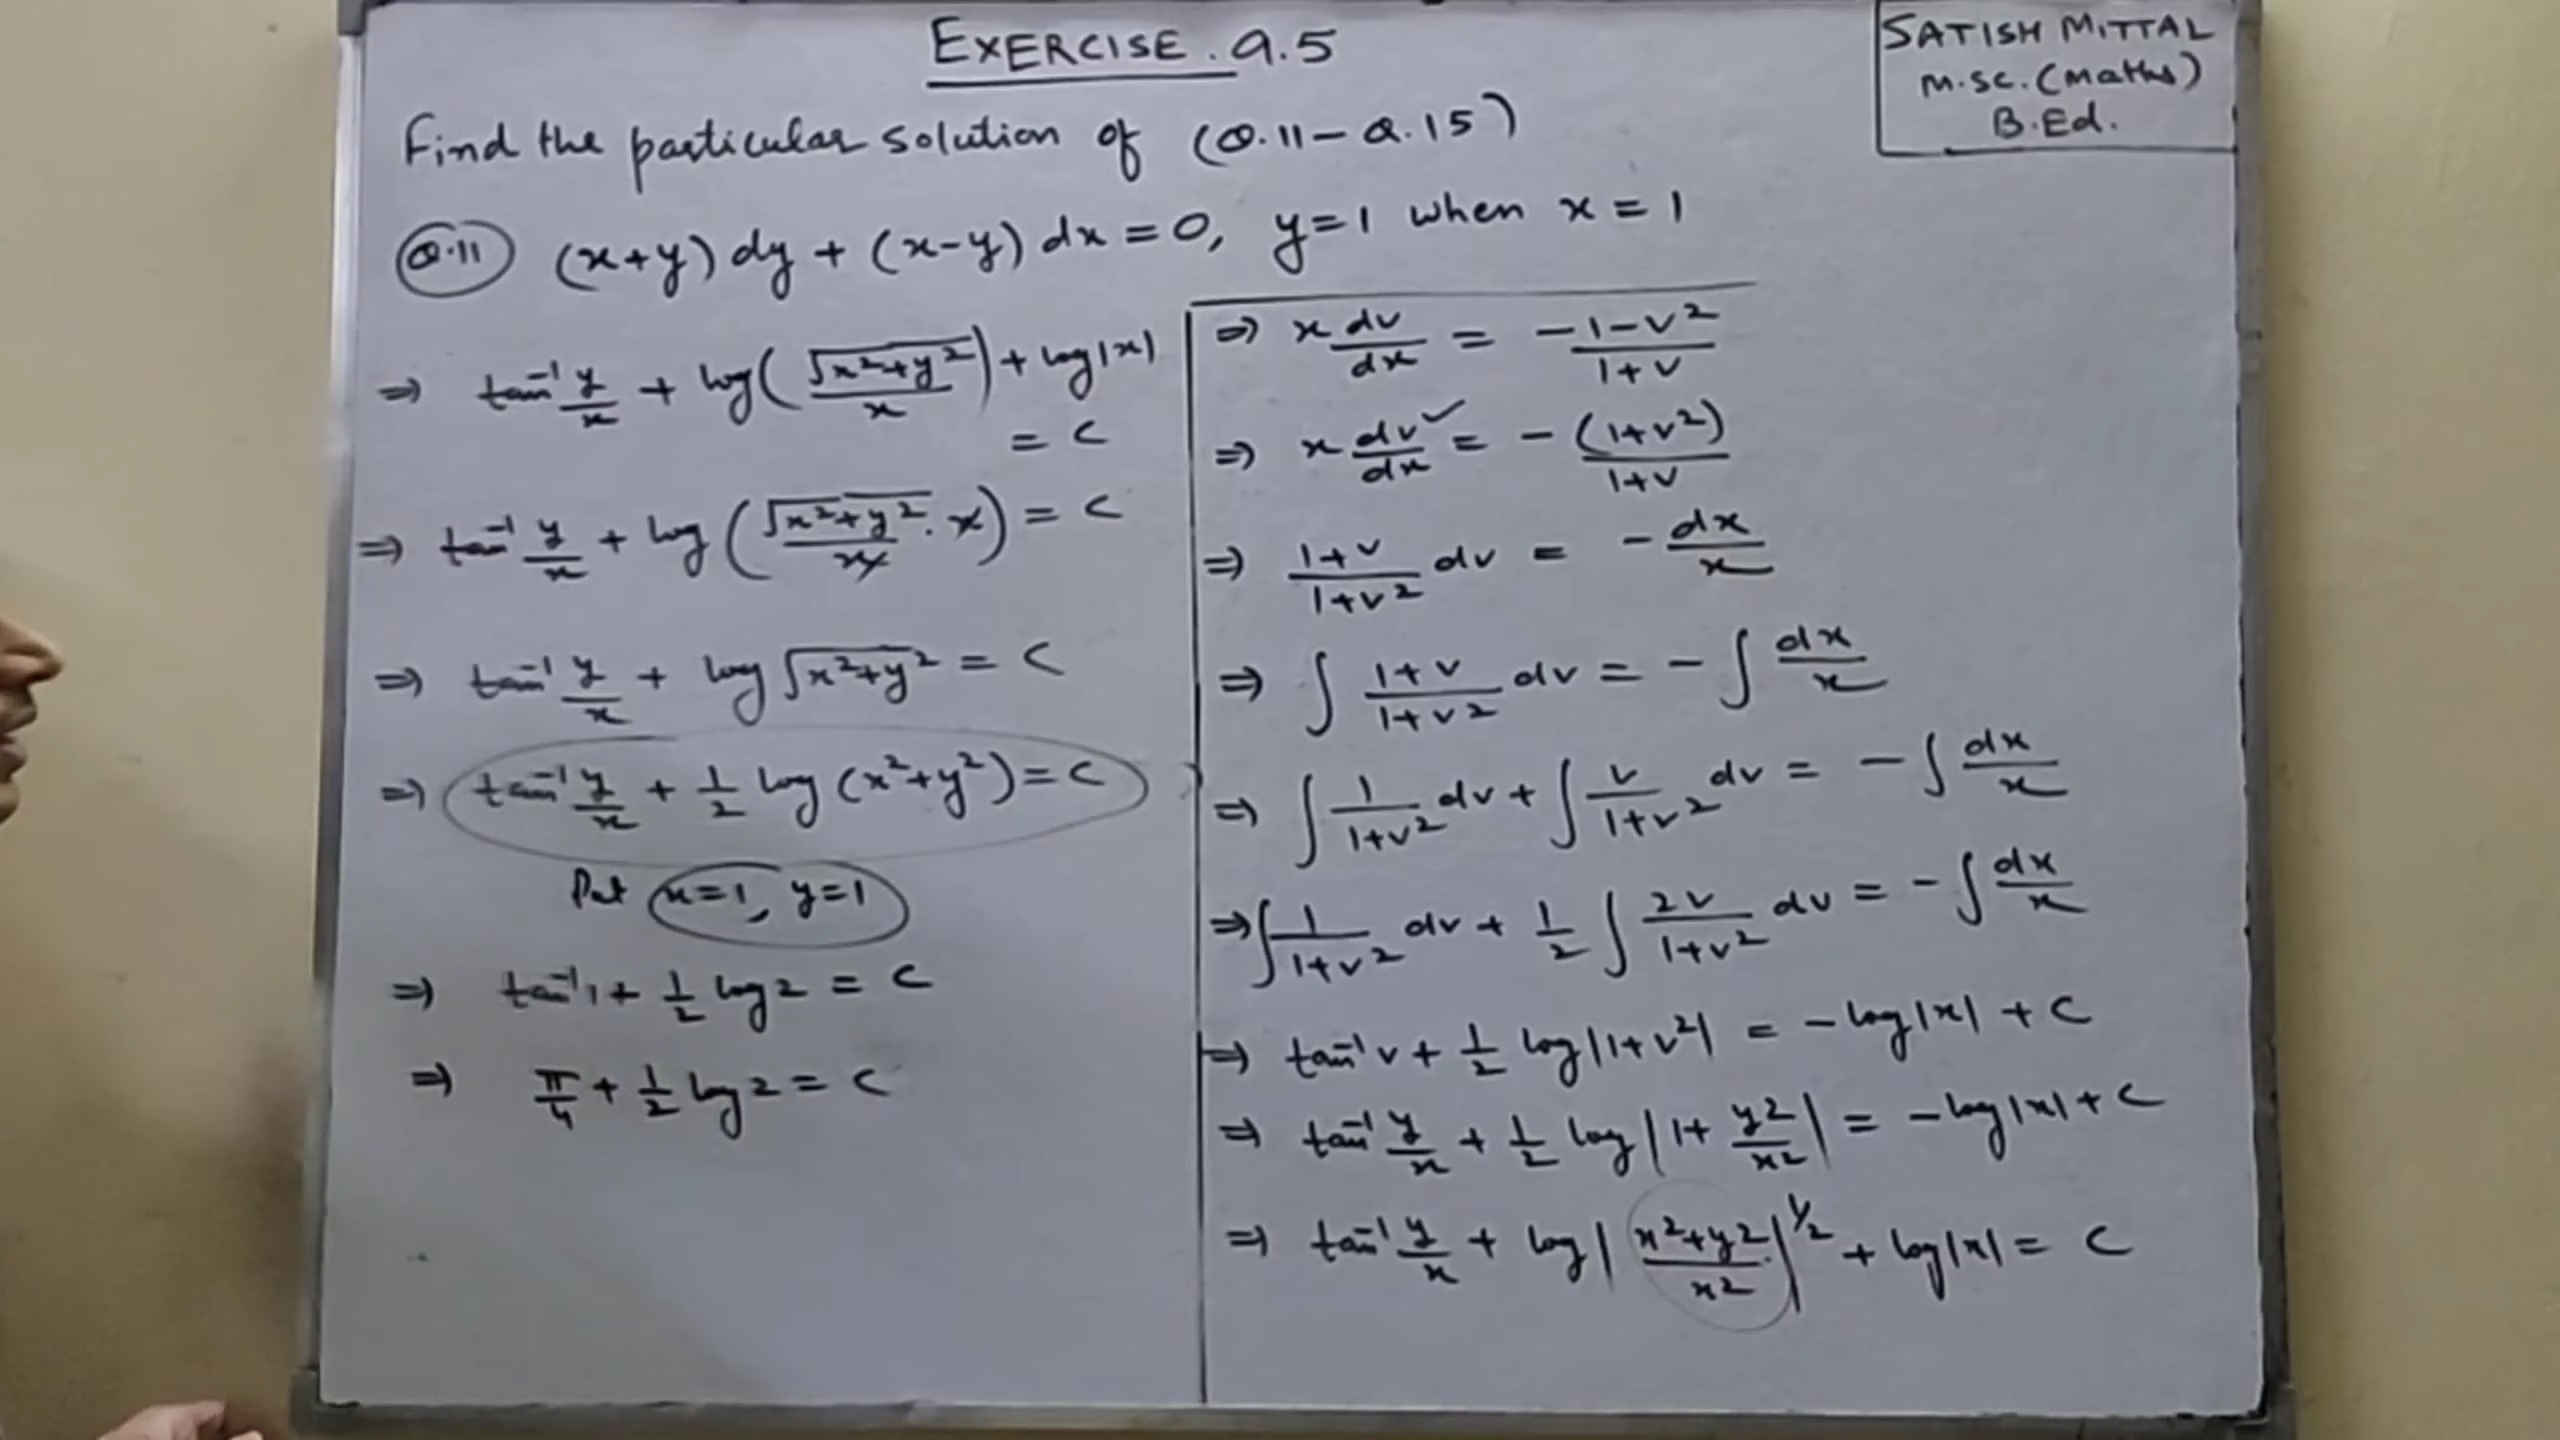 EXERCISE. 9.5
SATISH MITTAL
M.Sc. (Maths)
B.Ed.
Find the particular solution of (Q.11 – Q.15)
Q.11 (x+y) dy + (x-y) dx = 0, y=1 when x = 1
⇒ x dv/dx = (-1-v²)/(1+v)
⇒ x dv/dx ✓ = -(1+v²)/(1+v)
⇒ (1+v)/(1+v²) dv = - dx/x
⇒ ∫ (1+v)/(1+v²) dv = - ∫ dx/x
⇒ ∫ 1/(1+v²) dv + ∫ v/(1+v²) dv = - ∫ dx/x
⇒ ∫ 1/(1+v²) dv + 1/2 ∫ 2v/(1+v²) dv = - ∫ dx/x
⇒ tan⁻¹ v + 1/2 log|1+v²| = - log|x| + C
⇒ tan⁻¹ y/x + 1/2 log|1+ y²/x²| = - log|x| + C
⇒ tan⁻¹ y/x + log|(x²+y²)/x²|^1/2 + log|x| = C
⇒ tan⁻¹ y/x + log(√(x²+y²)/x) + log|x|
= C
⇒ tan⁻¹ y/x + log(√(x²+y²)/x . x) = C
⇒ tan⁻¹ y/x + log √(x²+y²) = C
⇒ tan⁻¹ y/x + 1/2 log (x²+y²) = C
Put x=1, y=1
⇒ tan⁻¹ 1 + 1/2 log 2 = C
⇒ π/4 + 1/2 log 2 = C